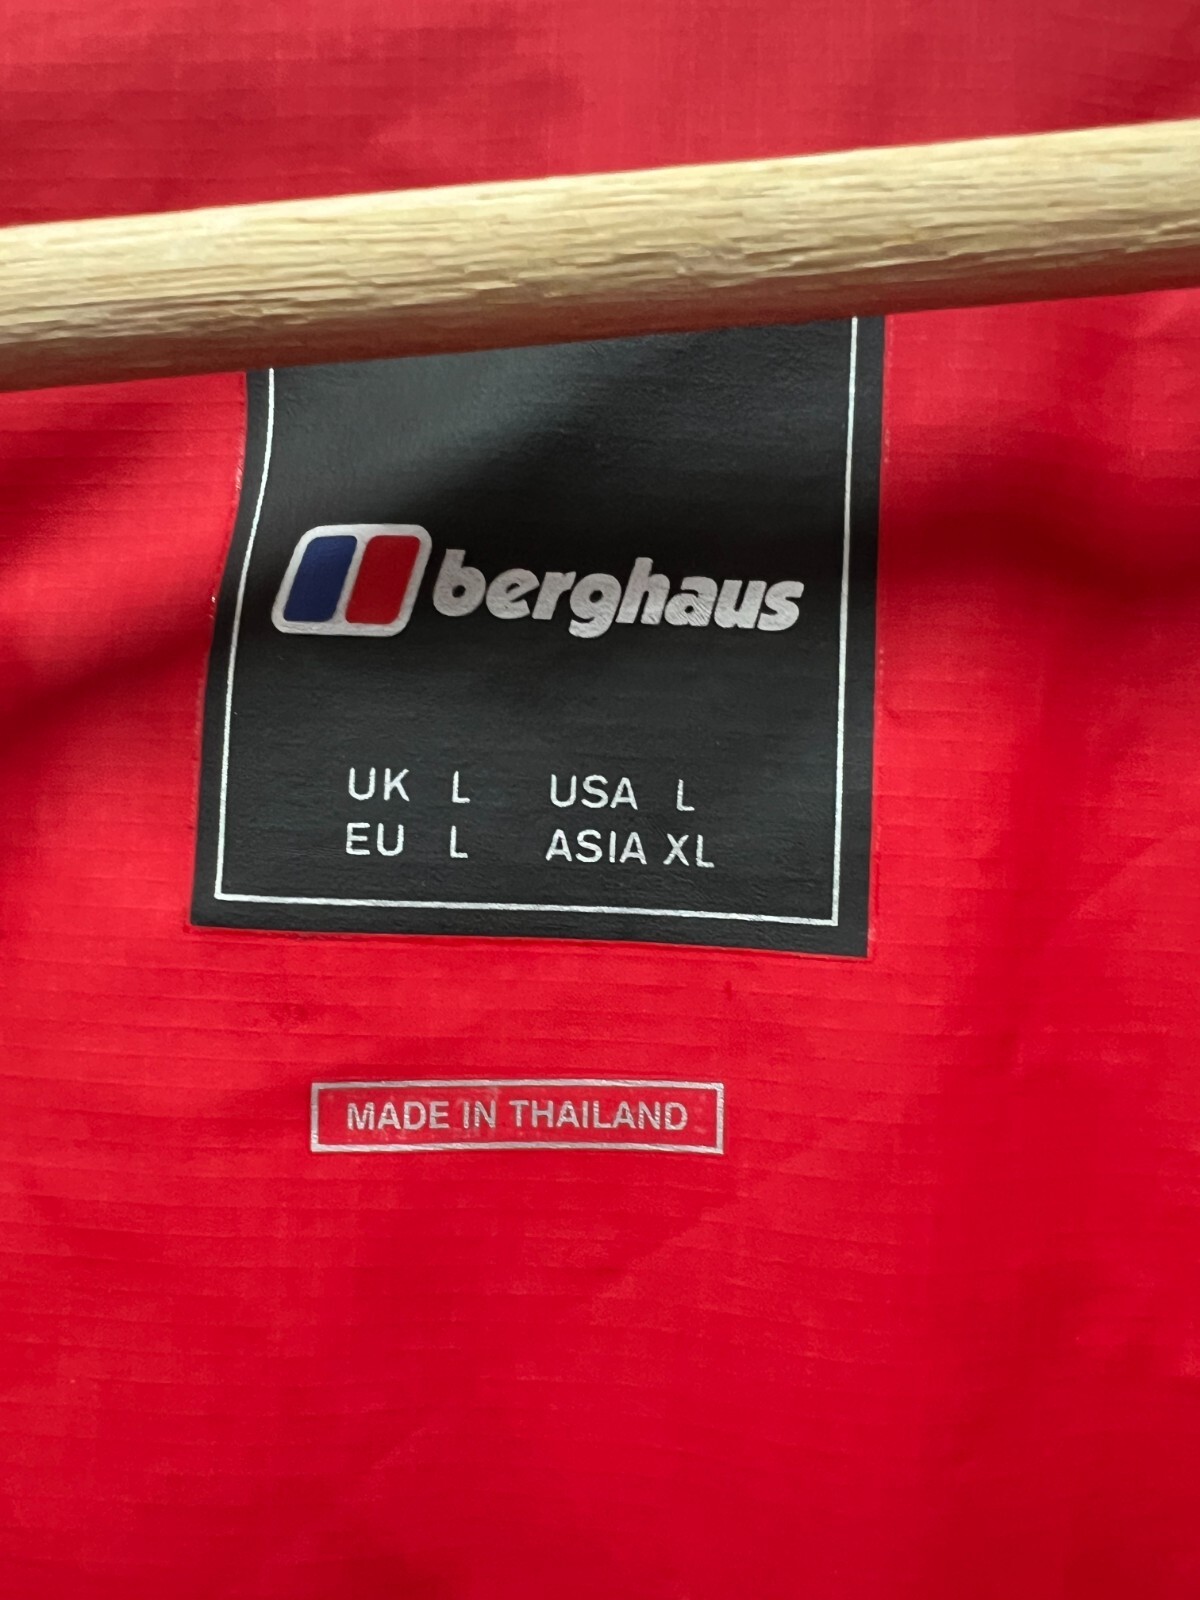 berghaus
UK L USA L
EU L ASIA XL
MADE IN THAILAND